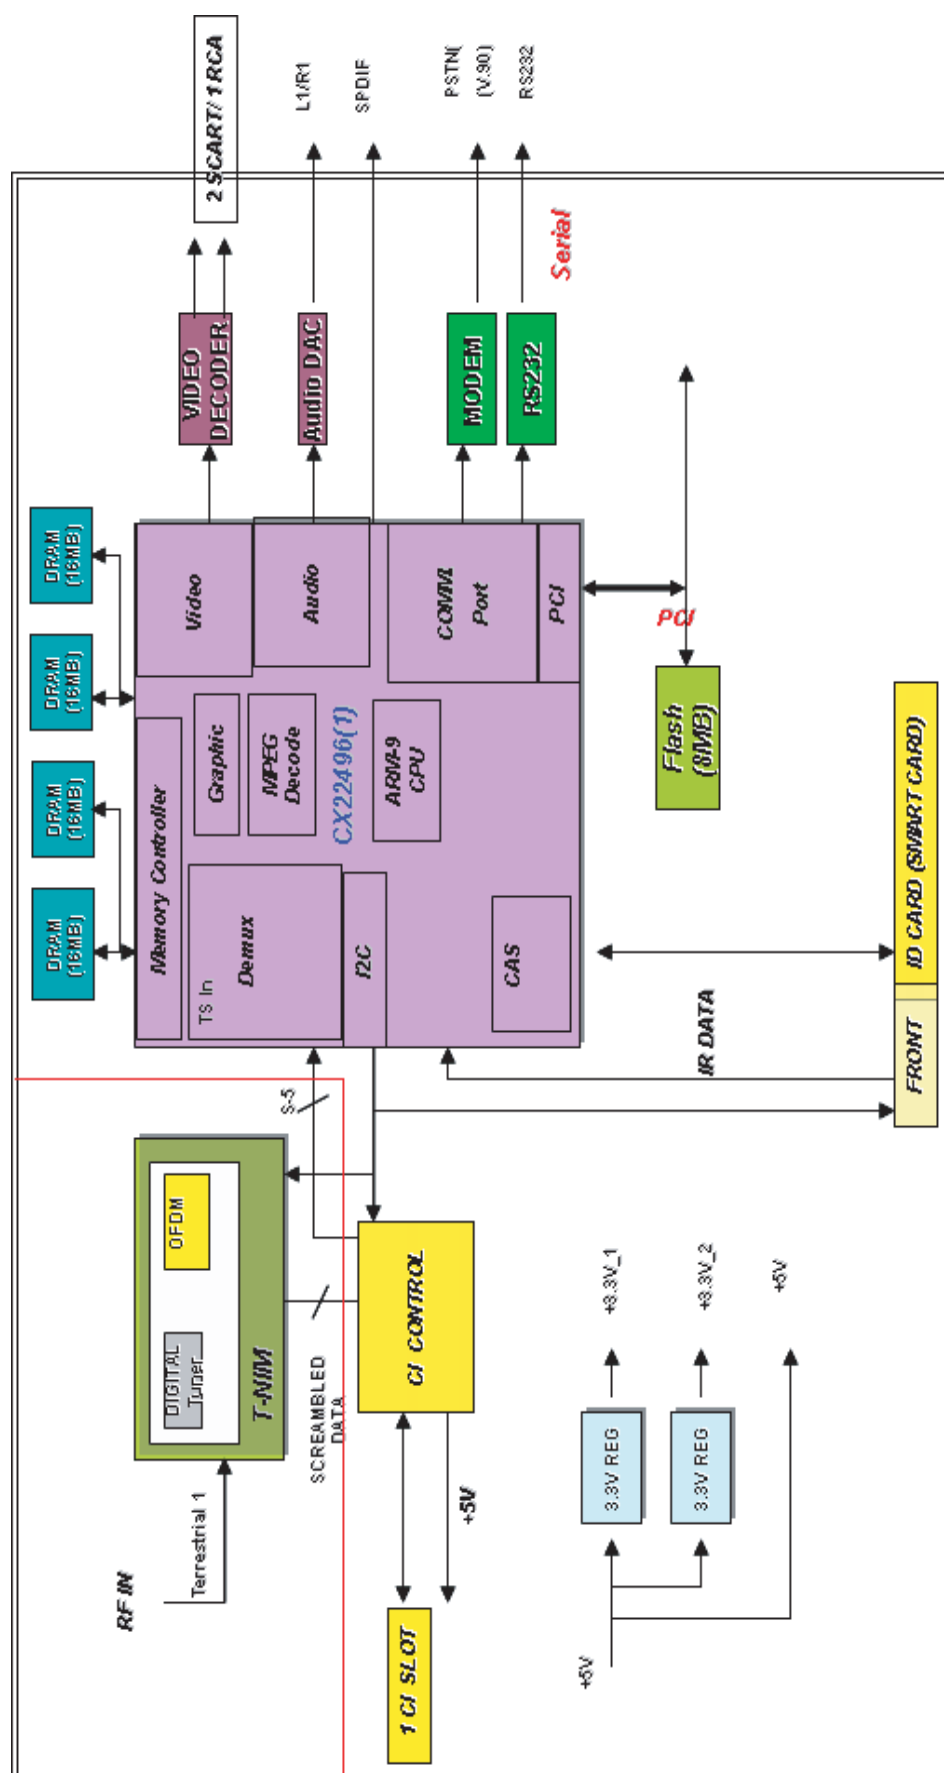 2 SCART/ 1RCA
L1/R1
SPDIF
PSTN(
(V.90)
RS232
Serial
VIDEO
DECODER
Audio DAC
MODEM
RS232
DRAM
(16MB)
DRAM
(16MB)
DRAM
(16MB)
DRAM
(16MB)
Video
Audio
COMM.
Port
PCI
PCI
Memory Controller
Graphic
MPEG
Decode
CX22496(1)
ARM-9
CPU
TS In
Demux
I2C
CAS
Flash
(8MB)
ID CARD (SMART CARD)
FRONT
IR DATA
S-5
OFDM
DIGITAL
Tuner
T-NIM
SCREAMBLED
DATA
CI CONTROL
+5V
1 CI SLOT
RF IN
Terrestrial 1
+5V
3.3V REG
3.3V REG
+3.3V_1
+3.3V_2
+5V